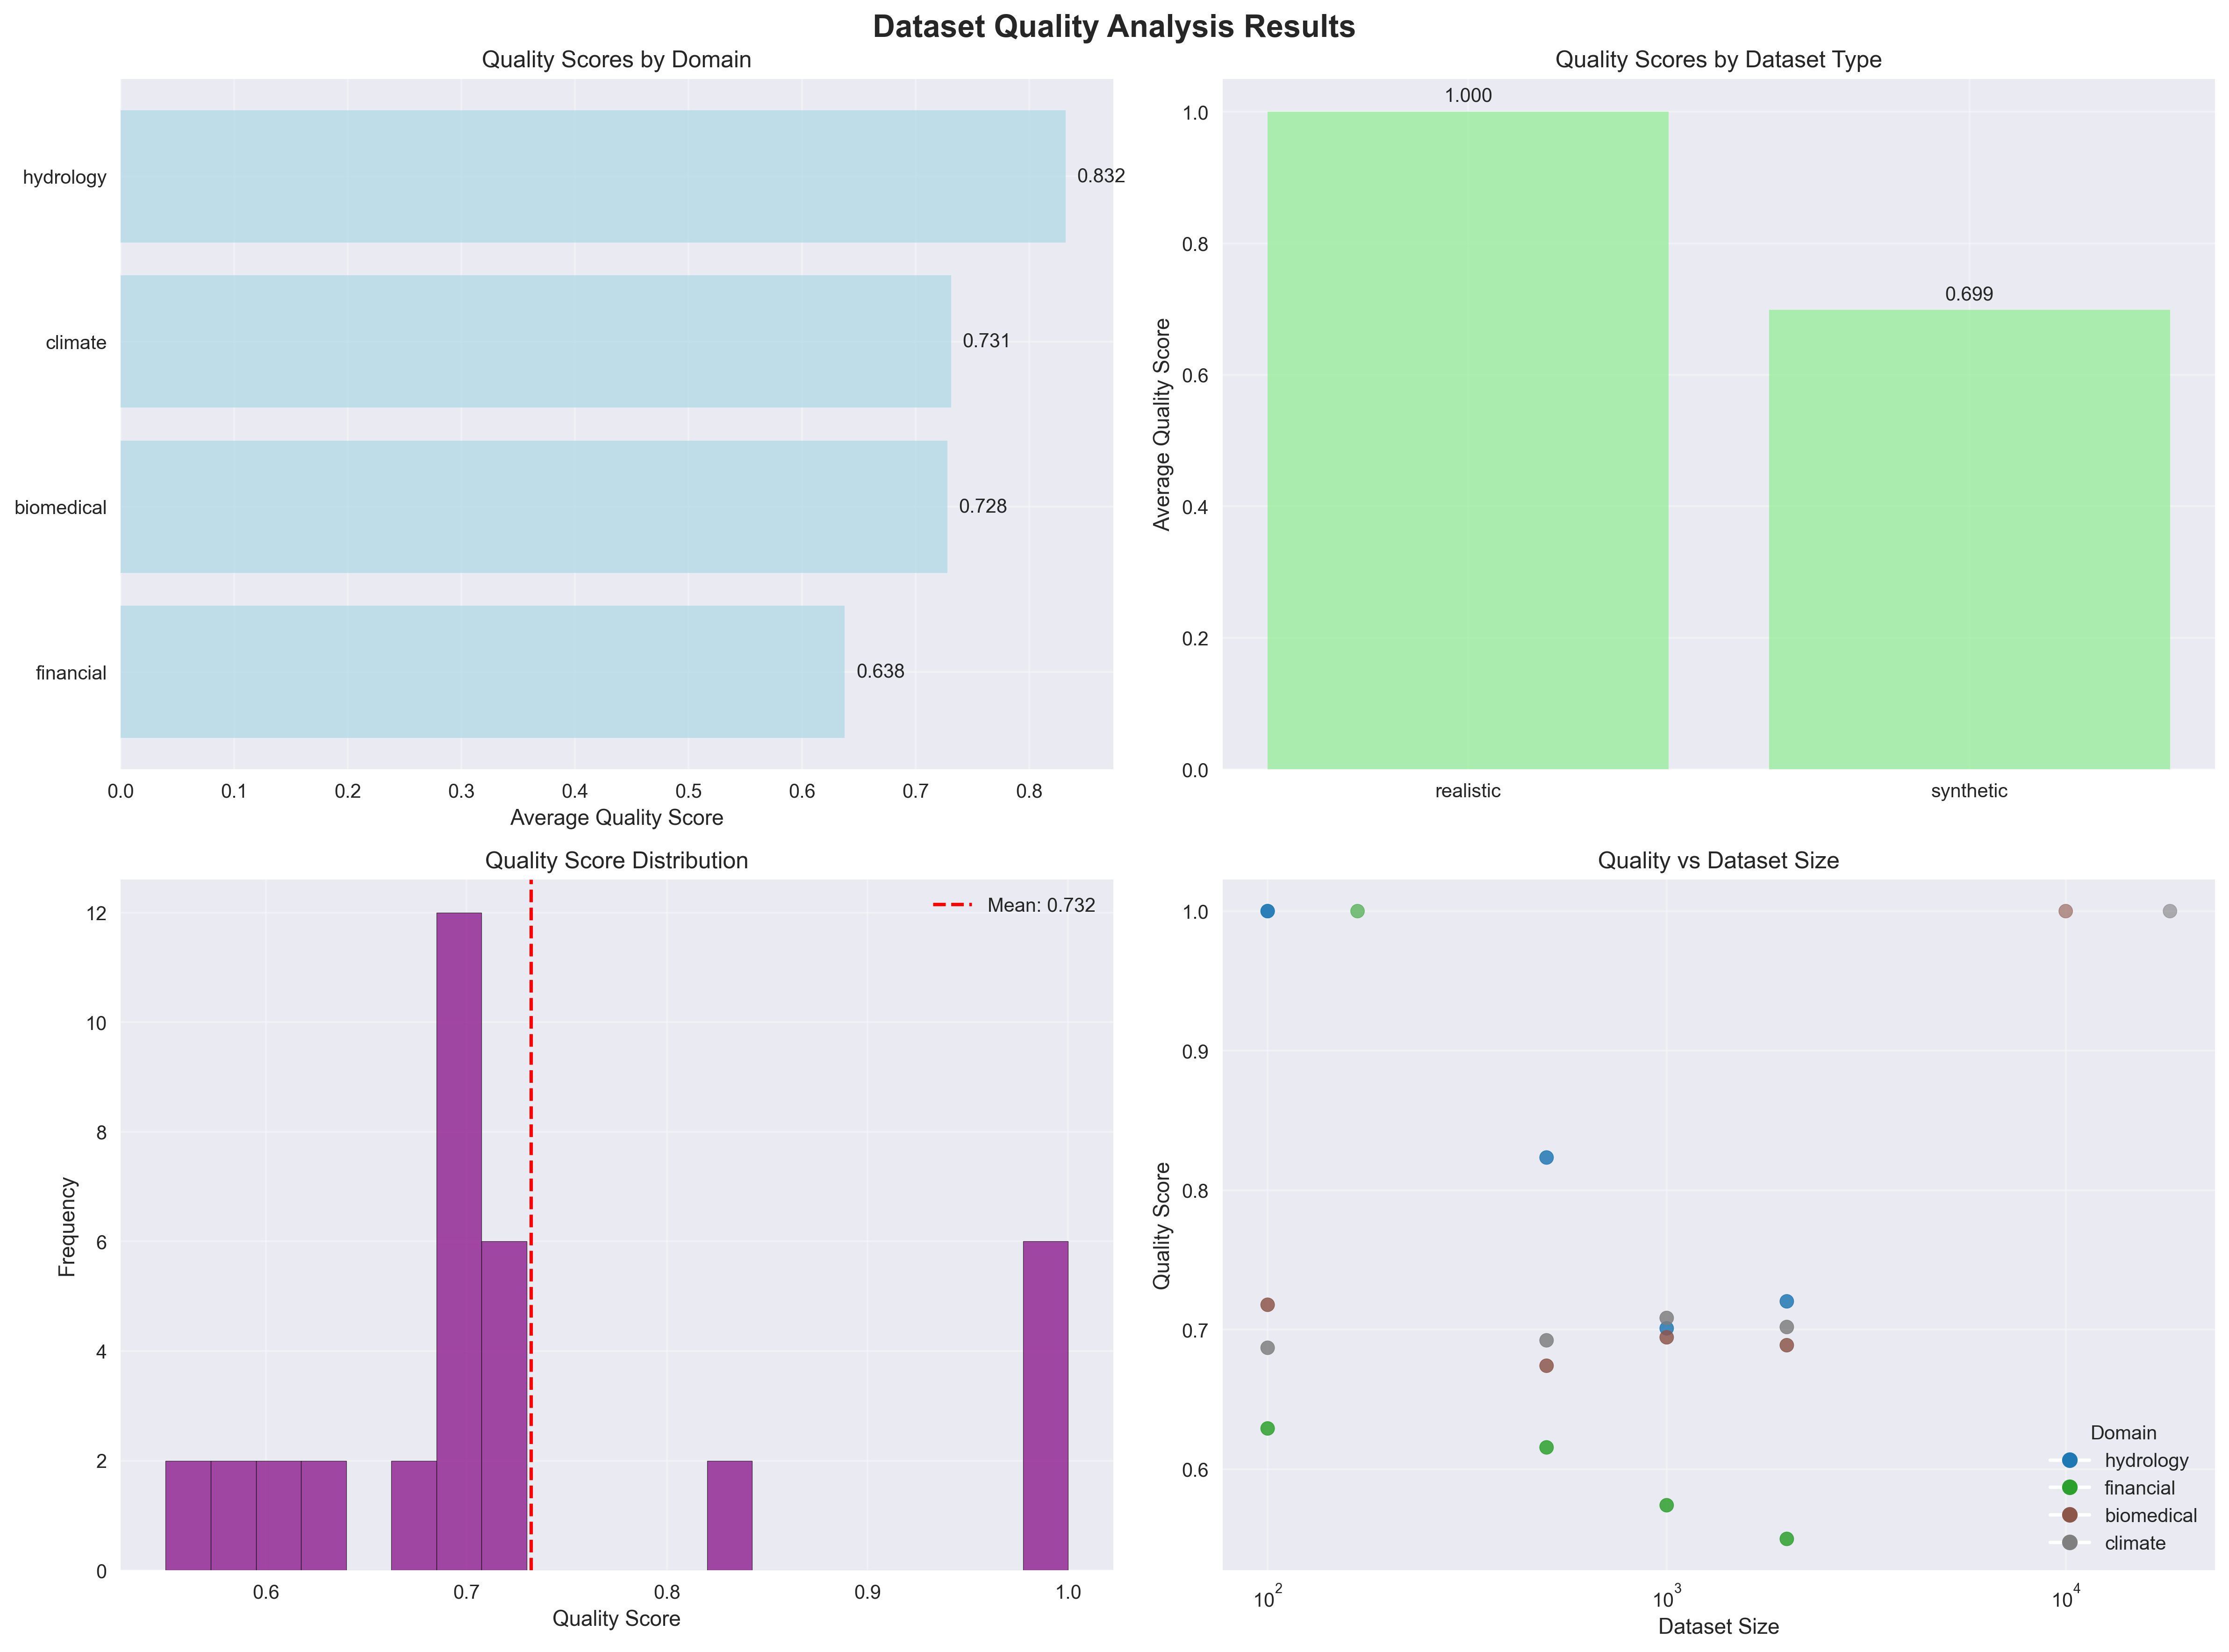 Dataset Quality Analysis Results
Quality Scores by Domain
hydrology
climate
biomedical
financial
0.832
0.731
0.728
0.638
0.0 0.1 0.2 0.3 0.4 0.5 0.6 0.7 0.8
Average Quality Score
Quality Scores by Dataset Type
Average Quality Score
1.0
0.8
0.6
0.4
0.2
0.0
1.000
0.699
realistic synthetic
Quality Score Distribution
Frequency
12
10
8
6
4
2
0
Mean: 0.732
0.6 0.7 0.8 0.9 1.0
Quality Score
Quality vs Dataset Size
Quality Score
1.0
0.9
0.8
0.7
0.6
Domain
hydrology
financial
biomedical
climate
10² 10³ 10⁴
Dataset Size